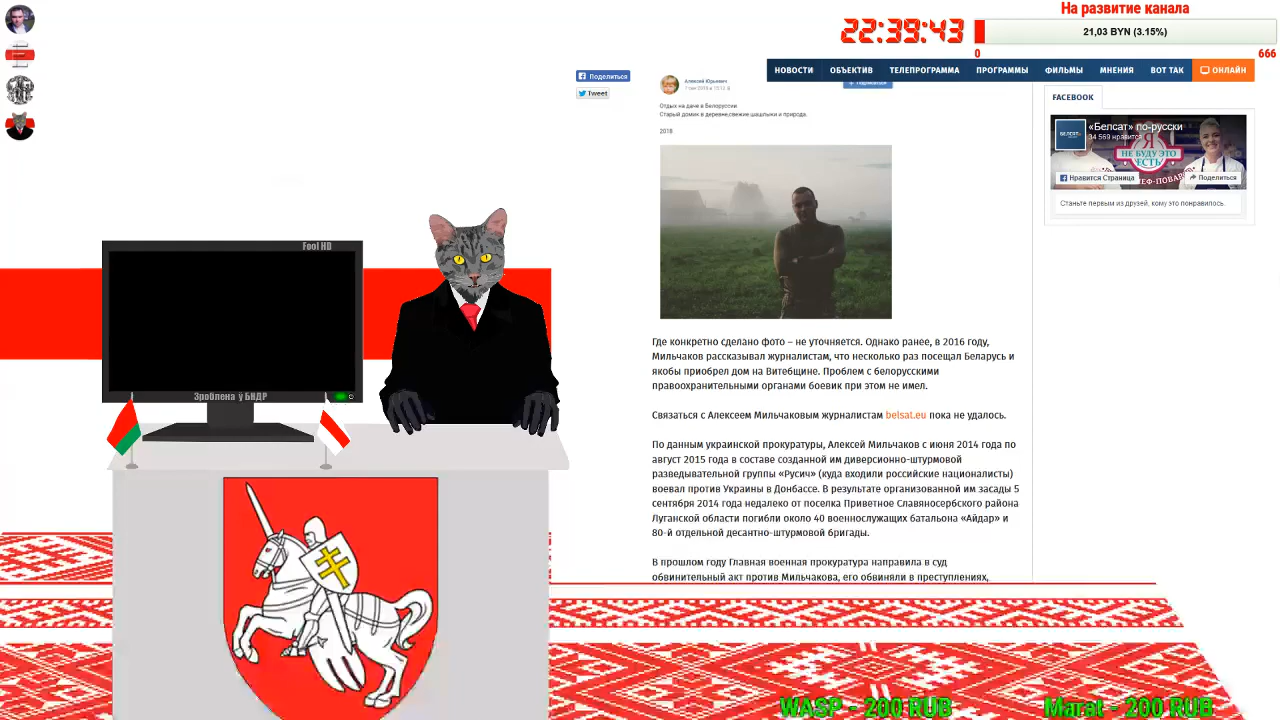 На развитие канала
22:39:43
21,03 BYN (3.15%)
0
666
НОВОСТИ ОБЪЕКТИВ ТЕЛЕПРОГРАММА ПРОГРАММЫ ФИЛЬМЫ МНЕНИЯ ВОТ ТАК ОНЛАЙН
Поделиться
Tweet
Алексей Юрьевич
Отдых на даче в Белоруссии
Старый домик в деревне,свежие шашлыки и природа.
2018
FACEBOOK
БЕЛСАТ
«Белсат» по-русски
34 569 нравится
Я
НЕ БУДУ ЭТО
ЕСТЬ
ЕФ-ПОВАРО
Нравится Страница
Поделиться
Станьте первым из друзей, кому это понравилось.
Fool HD
Зроблена ў БНДР
Где конкретно сделано фото – не уточняется. Однако ранее, в 2016 году,
Мильчаков рассказывал журналистам, что несколько раз посещал Беларусь и
якобы приобрел дом на Витебщине. Проблем с белорусскими
правоохранительными органами боевик при этом не имел.
Связаться с Алексеем Мильчаковым журналистам belsat.eu пока не удалось.
По данным украинской прокуратуры, Алексей Мильчаков с июня 2014 года по
август 2015 года в составе созданной им диверсионно-штурмовой
разведывательной группы «Русич» (куда входили российские националисты)
воевал против Украины в Донбассе. В результате организованной им засады 5
сентября 2014 года недалеко от поселка Приветное Славяносербского района
Луганской области погибли около 40 военнослужащих батальона «Айдар» и
80-й отдельной десантно-штурмовой бригады.
В прошлом году Главная военная прокуратура направила в суд
обвинительный акт против Мильчакова, его обвиняли в преступлениях,
WASP - 200 RUB
Магат - 200 RUB